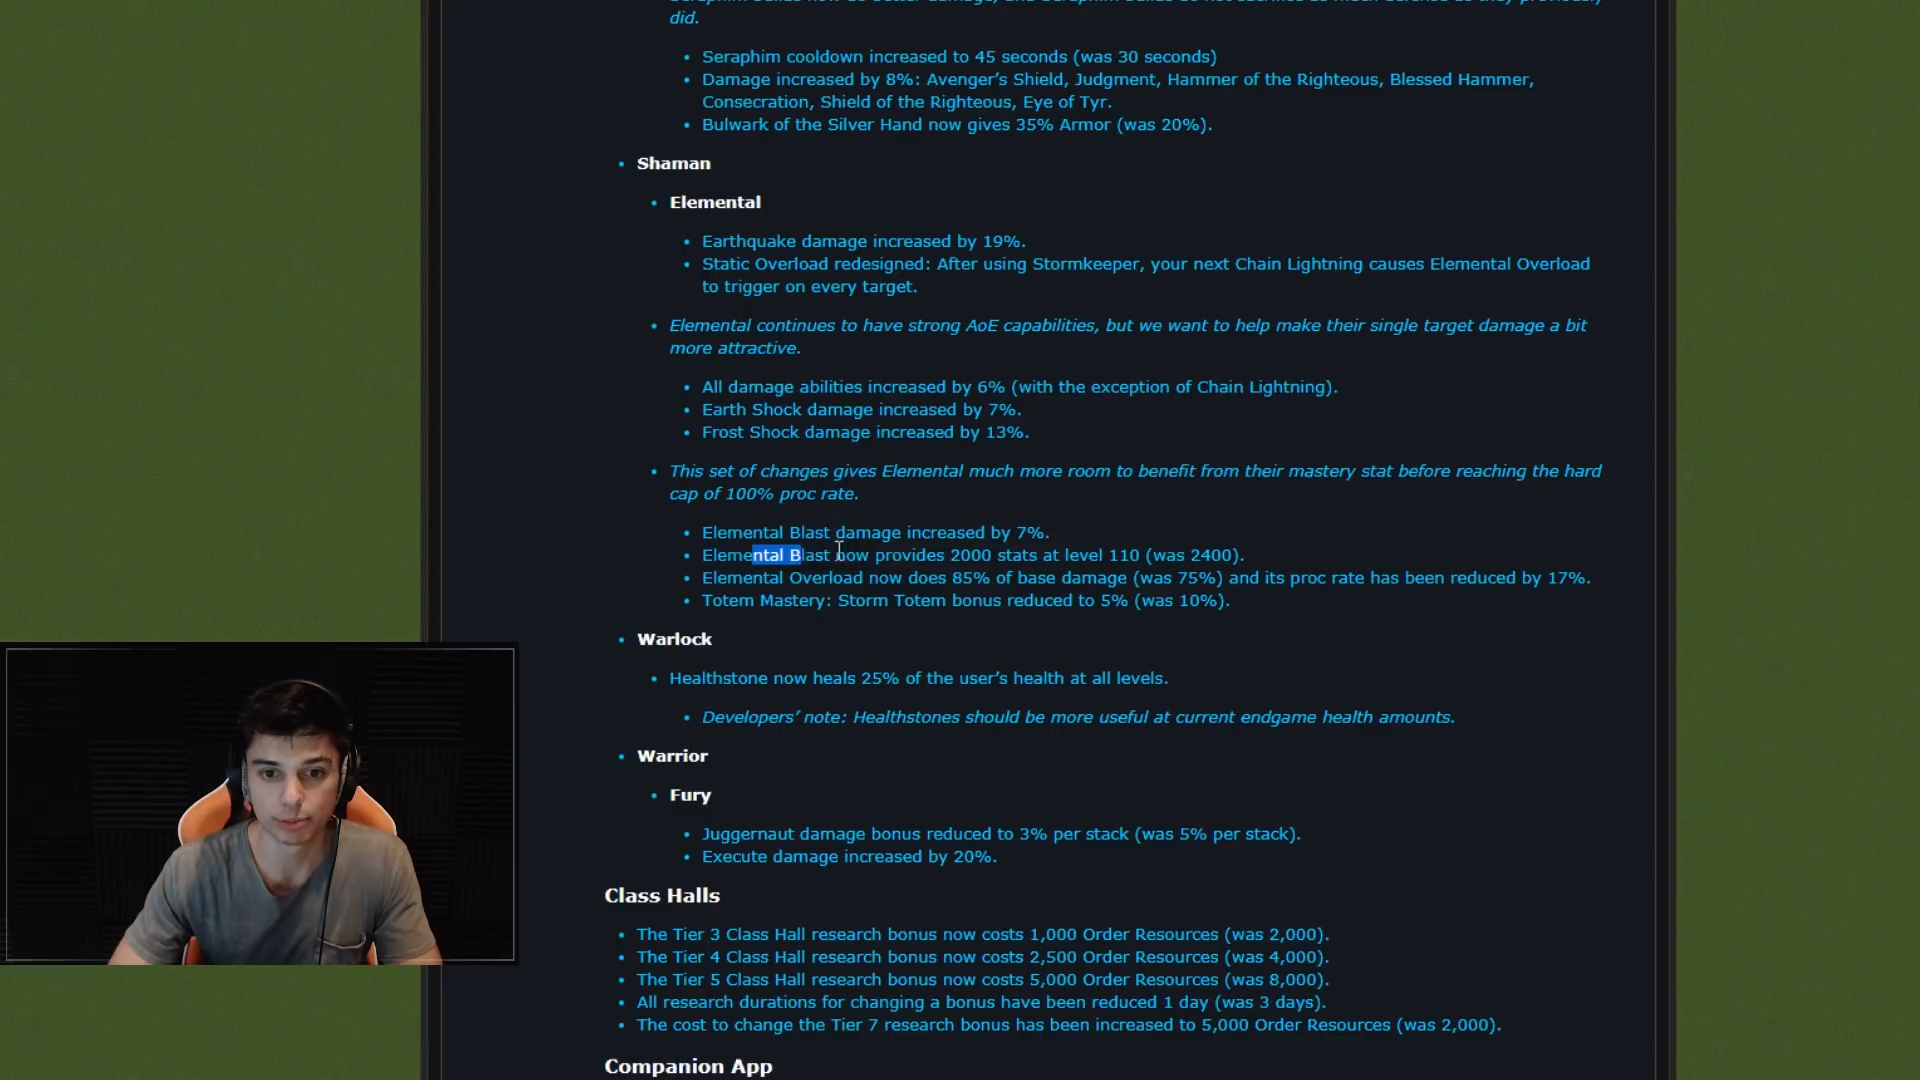 did.
Seraphim cooldown increased to 45 seconds (was 30 seconds)
Damage increased by 8%: Avenger’s Shield, Judgment, Hammer of the Righteous, Blessed Hammer,
Consecration, Shield of the Righteous, Eye of Tyr.
Bulwark of the Silver Hand now gives 35% Armor (was 20%).
Shaman
Elemental
Earthquake damage increased by 19%.
Static Overload redesigned: After using Stormkeeper, your next Chain Lightning causes Elemental Overload
to trigger on every target.
Elemental continues to have strong AoE capabilities, but we want to help make their single target damage a bit
more attractive.
All damage abilities increased by 6% (with the exception of Chain Lightning).
Earth Shock damage increased by 7%.
Frost Shock damage increased by 13%.
This set of changes gives Elemental much more room to benefit from their mastery stat before reaching the hard
cap of 100% proc rate.
Elemental Blast damage increased by 7%.
Elemental Blast now provides 2000 stats at level 110 (was 2400).
Elemental Overload now does 85% of base damage (was 75%) and its proc rate has been reduced by 17%.
Totem Mastery: Storm Totem bonus reduced to 5% (was 10%).
Warlock
Healthstone now heals 25% of the user’s health at all levels.
Developers’ note: Healthstones should be more useful at current endgame health amounts.
Warrior
Fury
Juggernaut damage bonus reduced to 3% per stack (was 5% per stack).
Execute damage increased by 20%.
Class Halls
The Tier 3 Class Hall research bonus now costs 1,000 Order Resources (was 2,000).
The Tier 4 Class Hall research bonus now costs 2,500 Order Resources (was 4,000).
The Tier 5 Class Hall research bonus now costs 5,000 Order Resources (was 8,000).
All research durations for changing a bonus have been reduced 1 day (was 3 days).
The cost to change the Tier 7 research bonus has been increased to 5,000 Order Resources (was 2,000).
Companion App